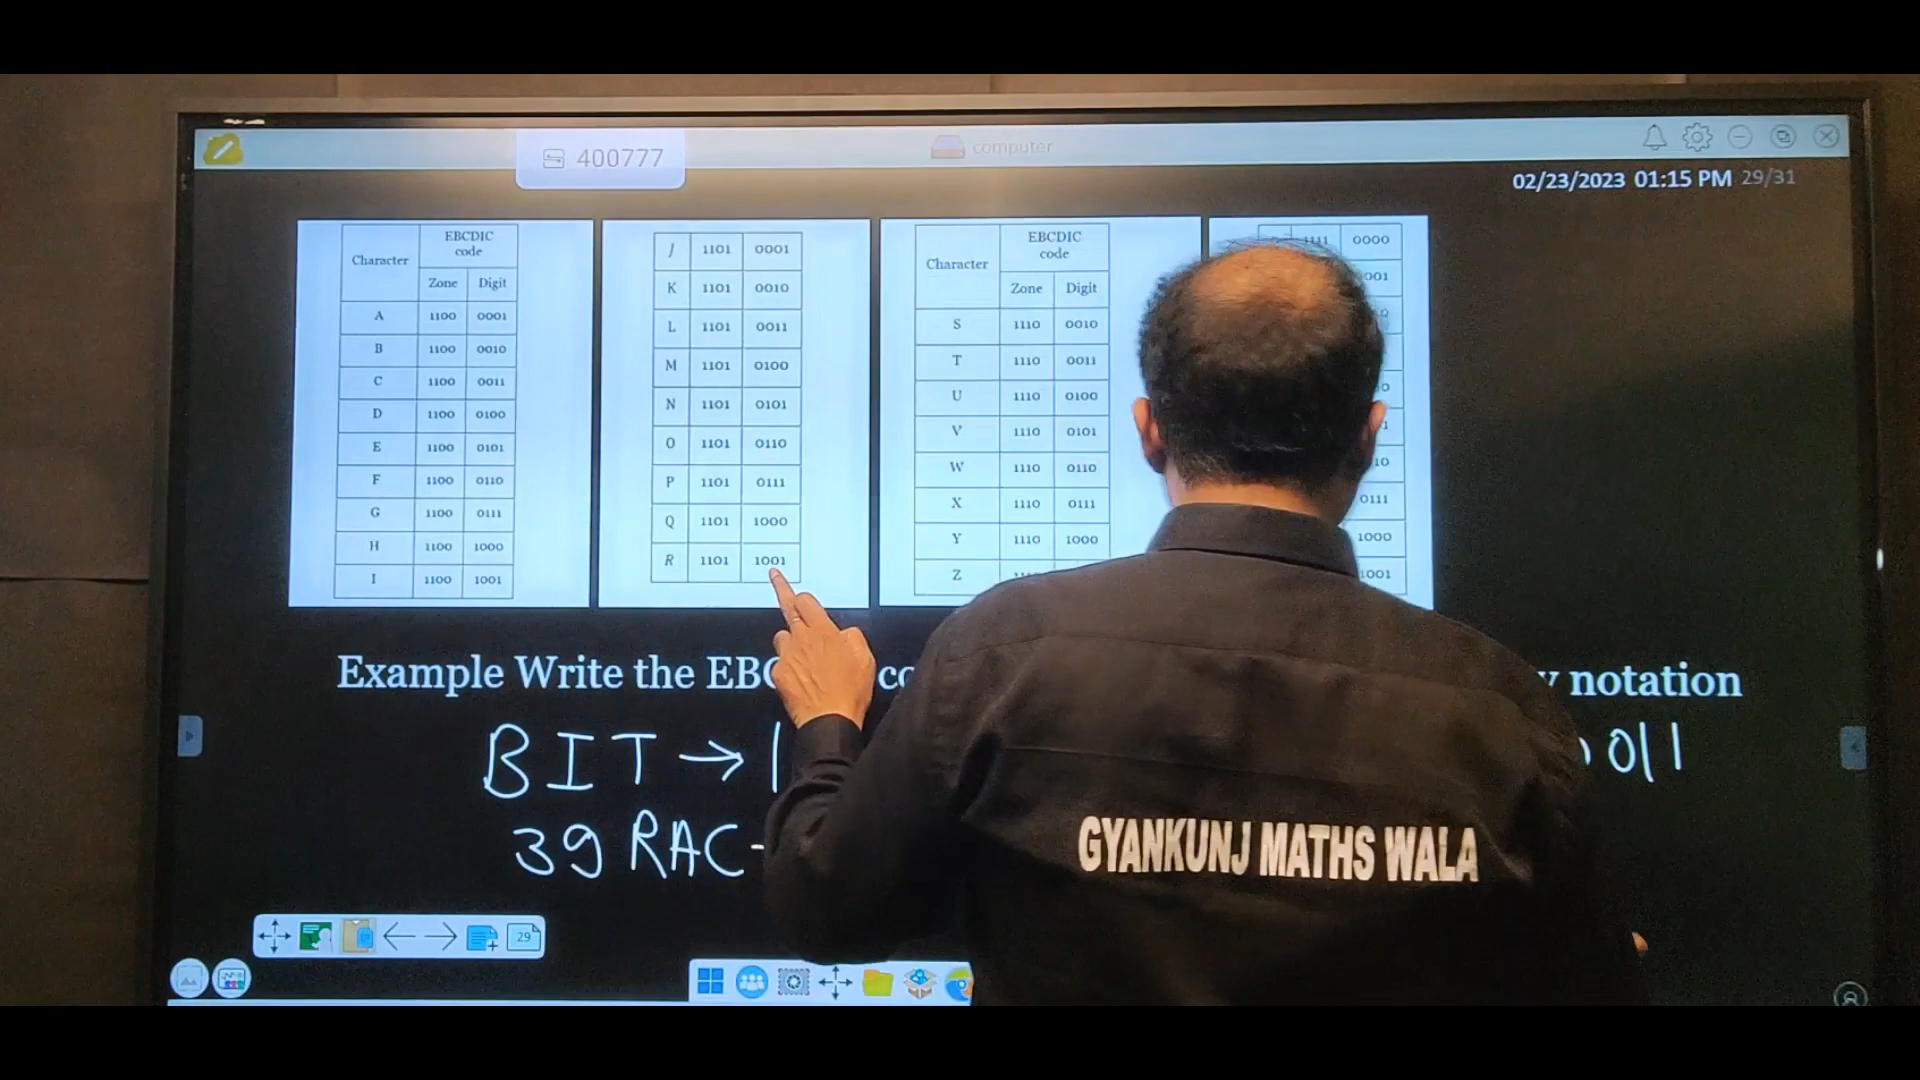 400777
computer
02/23/2023 01:15 PM 29/31
Character EBCDIC code
Zone Digit
A 1100 0001
B 1100 0010
C 1100 0011
D 1100 0100
E 1100 0101
F 1100 0110
G 1100 0111
H 1100 1000
I 1100 1001
J 1101 0001
K 1101 0010
L 1101 0011
M 1101 0100
N 1101 0101
O 1101 0110
P 1101 0111
Q 1101 1000
R 1101 1001
Character EBCDIC code
Zone Digit
S 1110 0010
T 1110 0011
U 1110 0100
V 1110 0101
W 1110 0110
X 1110 0111
Y 1110 1000
Z
1111 0000
0111
1000
1001
Example Write the notation
BIT → 1 0011
39 RAC-
GYANKUNJ MATHS WALA
29